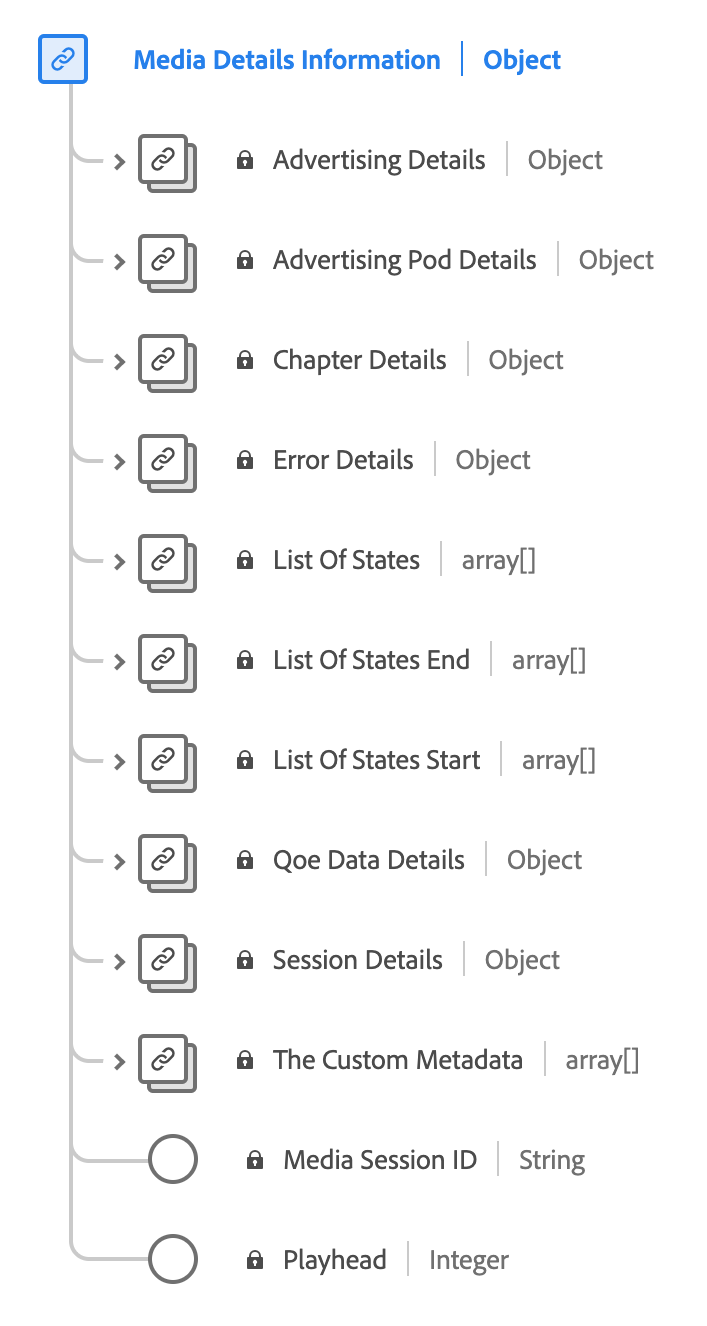 Media Details Information | Object
Advertising Details | Object
Advertising Pod Details | Object
Chapter Details | Object
Error Details | Object
List Of States | array[]
List Of States End | array[]
List Of States Start | array[]
Qoe Data Details | Object
Session Details | Object
The Custom Metadata | array[]
Media Session ID | String
Playhead | Integer